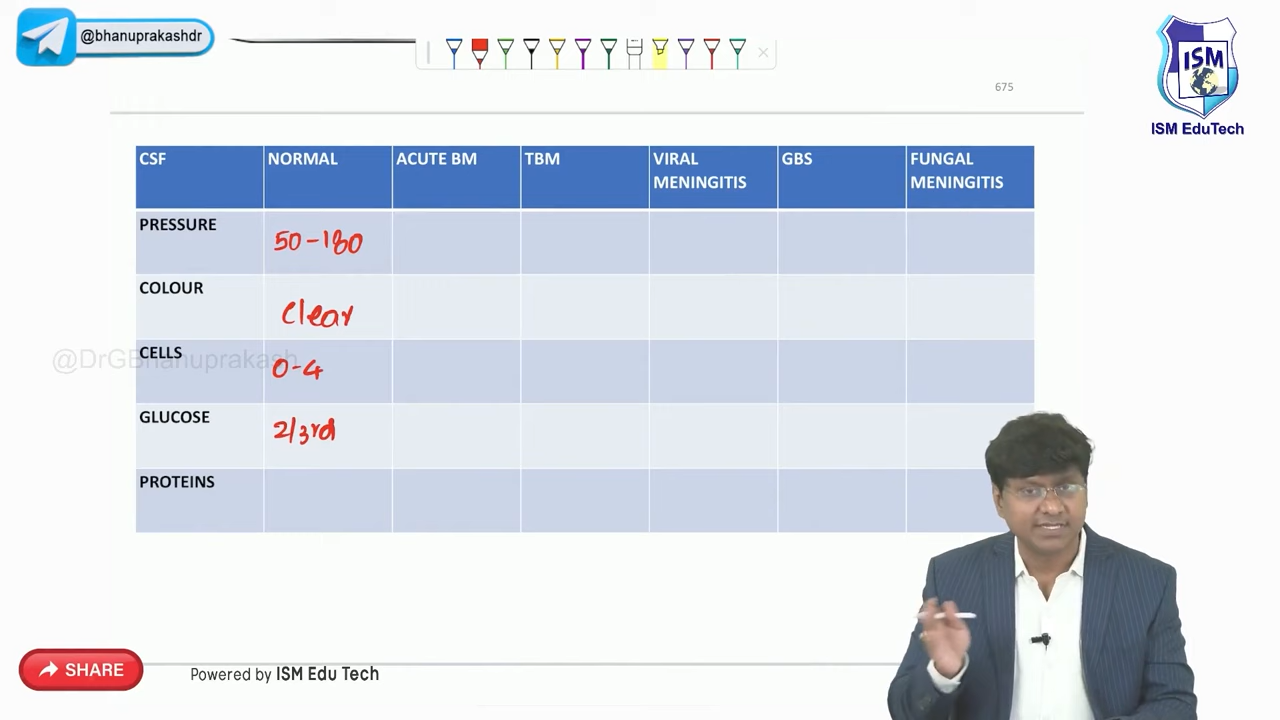 @bhanuprakashdr
675
ISM
ISM EduTech
CSF NORMAL ACUTE BM TBM VIRAL MENINGITIS GBS FUNGAL MENINGITIS
PRESSURE 50-180
COLOUR Clear
@DrGBhanuprakash
CELLS 0-4
GLUCOSE 2/3rd
PROTEINS
SHARE
Powered by ISM Edu Tech